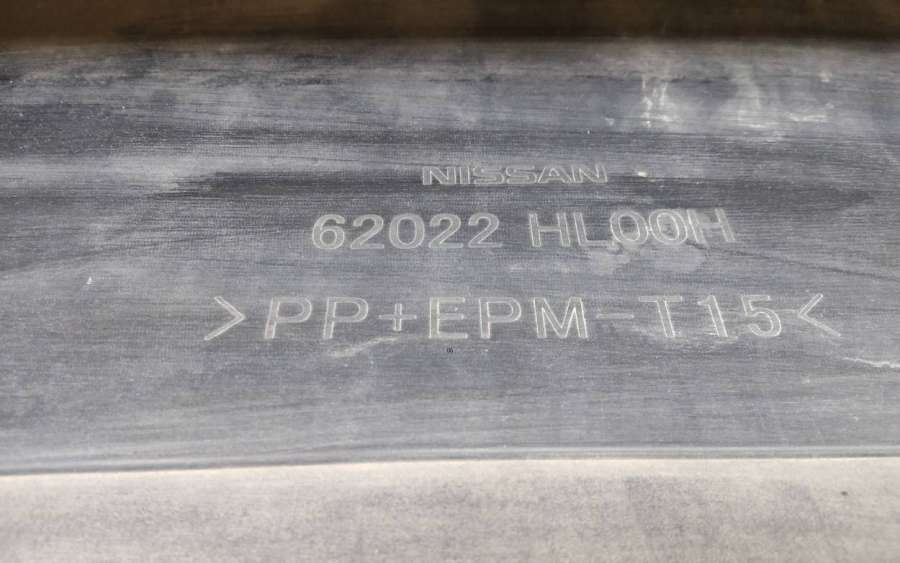 NISSAN
62022 HL00H
>PP+EPM-T15<